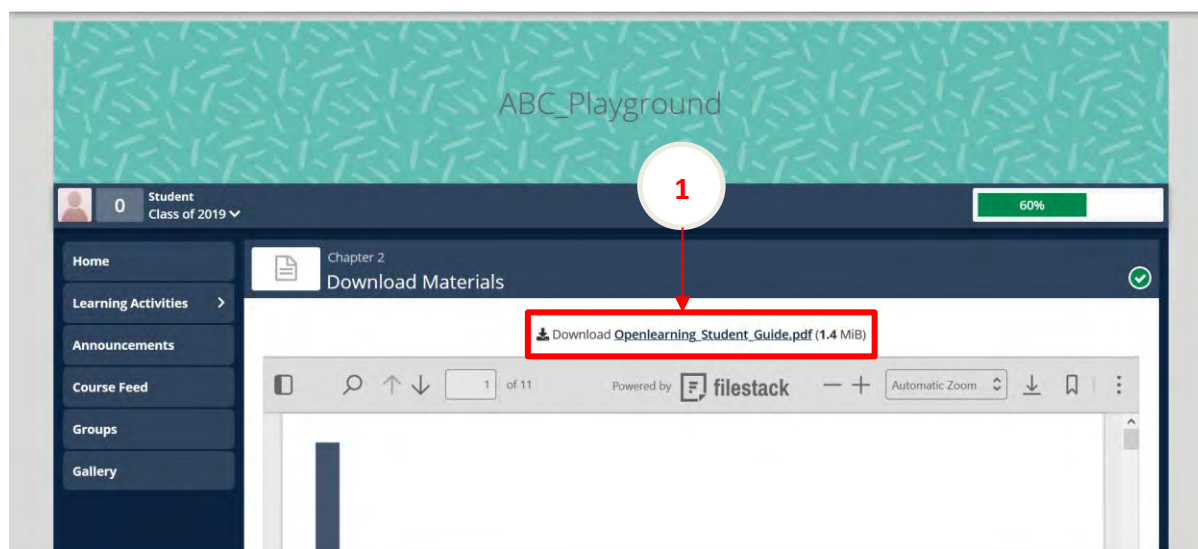 ABC_Playground
1
0
Student
Class of 2019
60%
Home
Learning Activities
Announcements
Course Feed
Groups
Gallery
Chapter 2
Download Materials
Download Openlearning_Student_Guide.pdf (1.4 MiB)
1 of 11 Powered by filestack Automatic Zoom